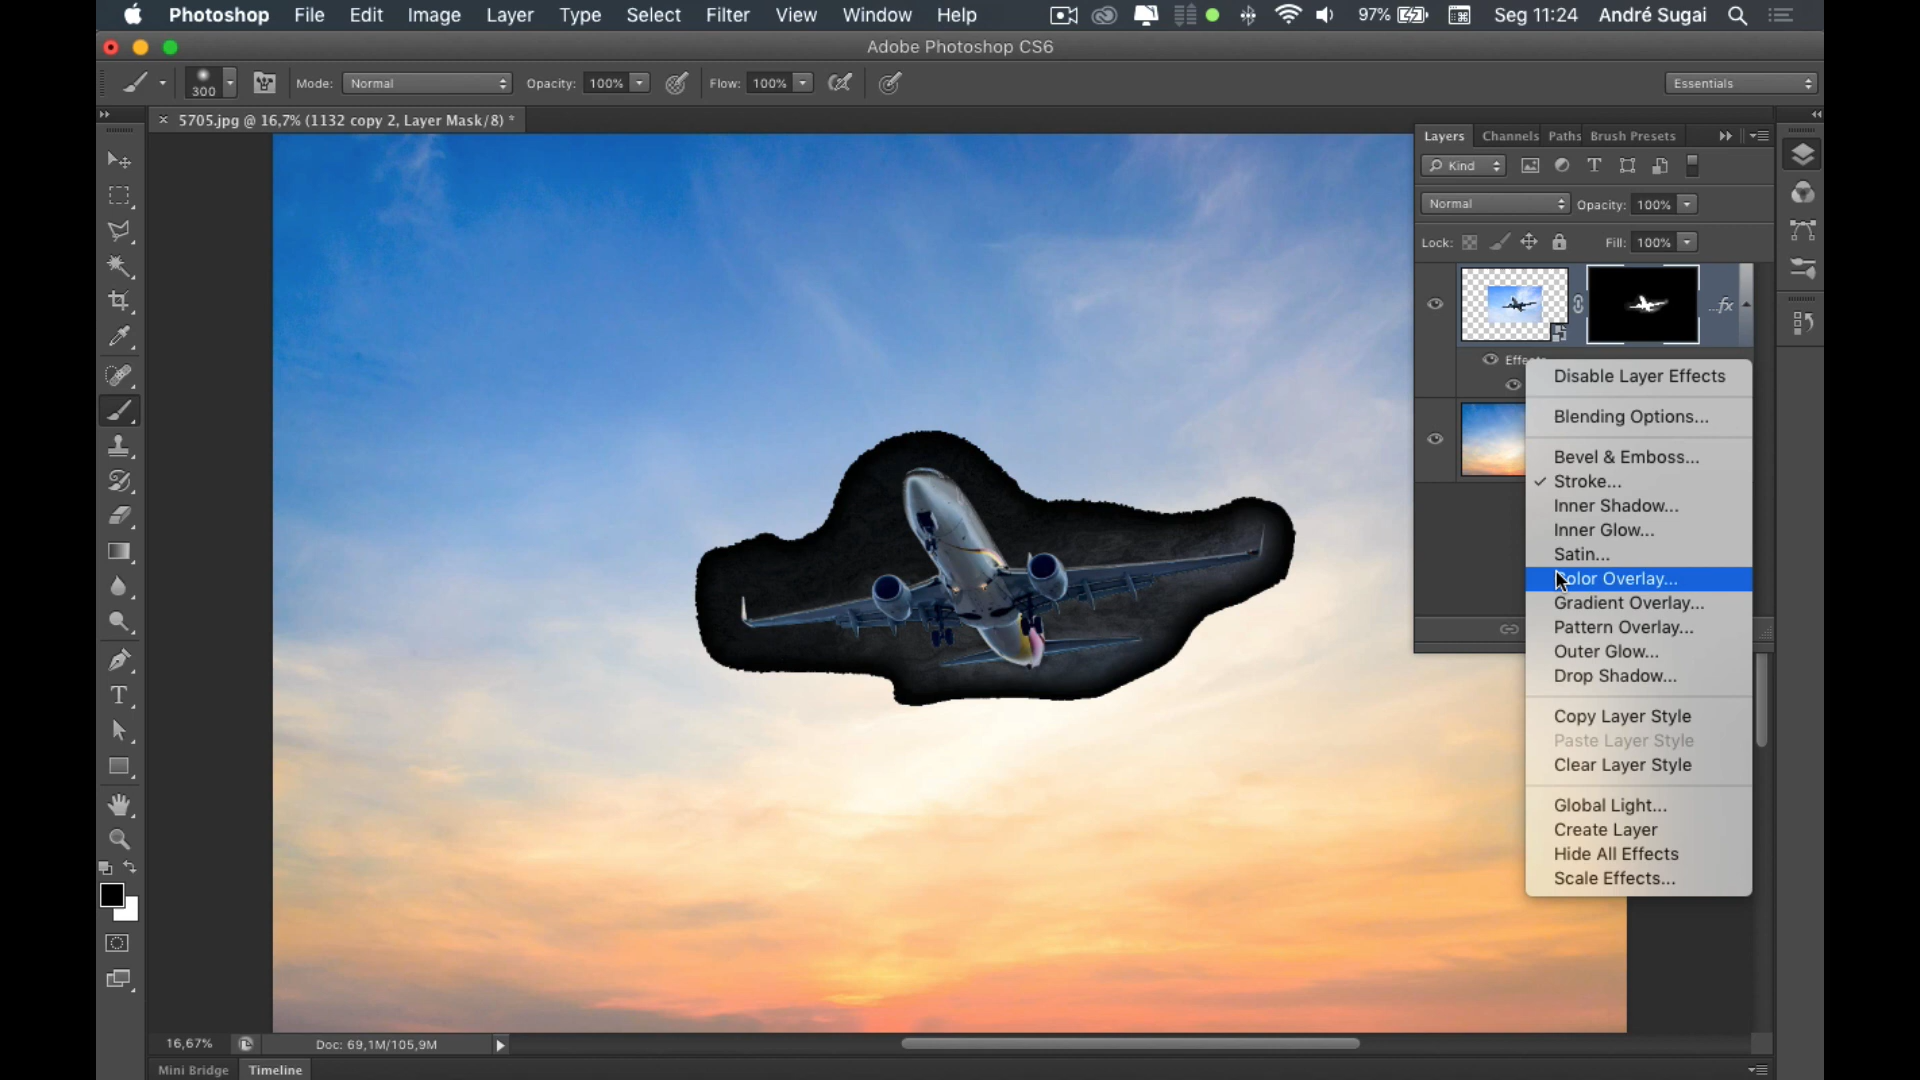 Photoshop File Edit Image Layer Type Select Filter View Window Help 97% Seg 11:24 André Sugai
Adobe Photoshop CS6
300 Mode: Normal Opacity: 100% Flow: 100% Essentials
× 5705.jpg @ 16,7% (1132 copy 2, Layer Mask/8) *
Layers Channels Paths Brush Presets
Kind
Normal Opacity: 100%
Lock: Fill: 100%
...fx
Effects
Disable Layer Effects
Blending Options...
Bevel & Emboss...
Stroke...
Inner Shadow...
Inner Glow...
Satin...
Color Overlay...
Gradient Overlay...
Pattern Overlay...
Outer Glow...
Drop Shadow...
Copy Layer Style
Paste Layer Style
Clear Layer Style
Global Light...
Create Layer
Hide All Effects
Scale Effects...
16,67% Doc: 69,1M/105,9M
Mini Bridge Timeline